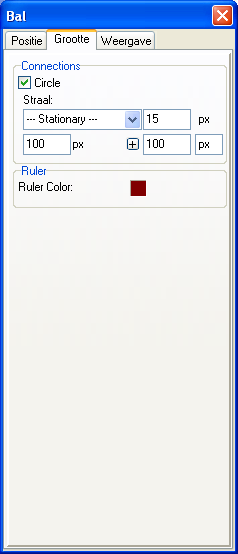 Bal
Positie Grootte Weergave
Connections
Circle
Straal:
--- Stationary --- 15 px
100 px 100 px
Ruler
Ruler Color: